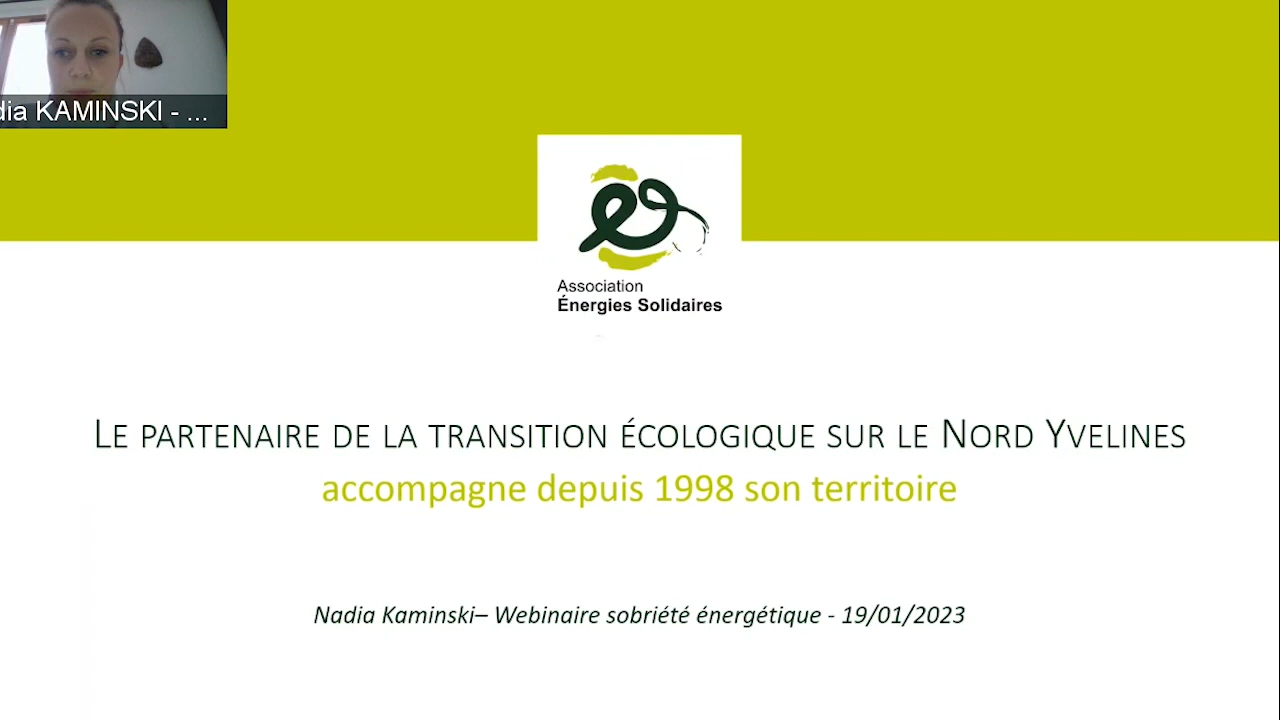 dia KAMINSKI - ...
Association
Énergies Solidaires
LE PARTENAIRE DE LA TRANSITION ÉCOLOGIQUE SUR LE NORD YVELINES
accompagne depuis 1998 son territoire
Nadia Kaminski– Webinaire sobriété énergétique - 19/01/2023